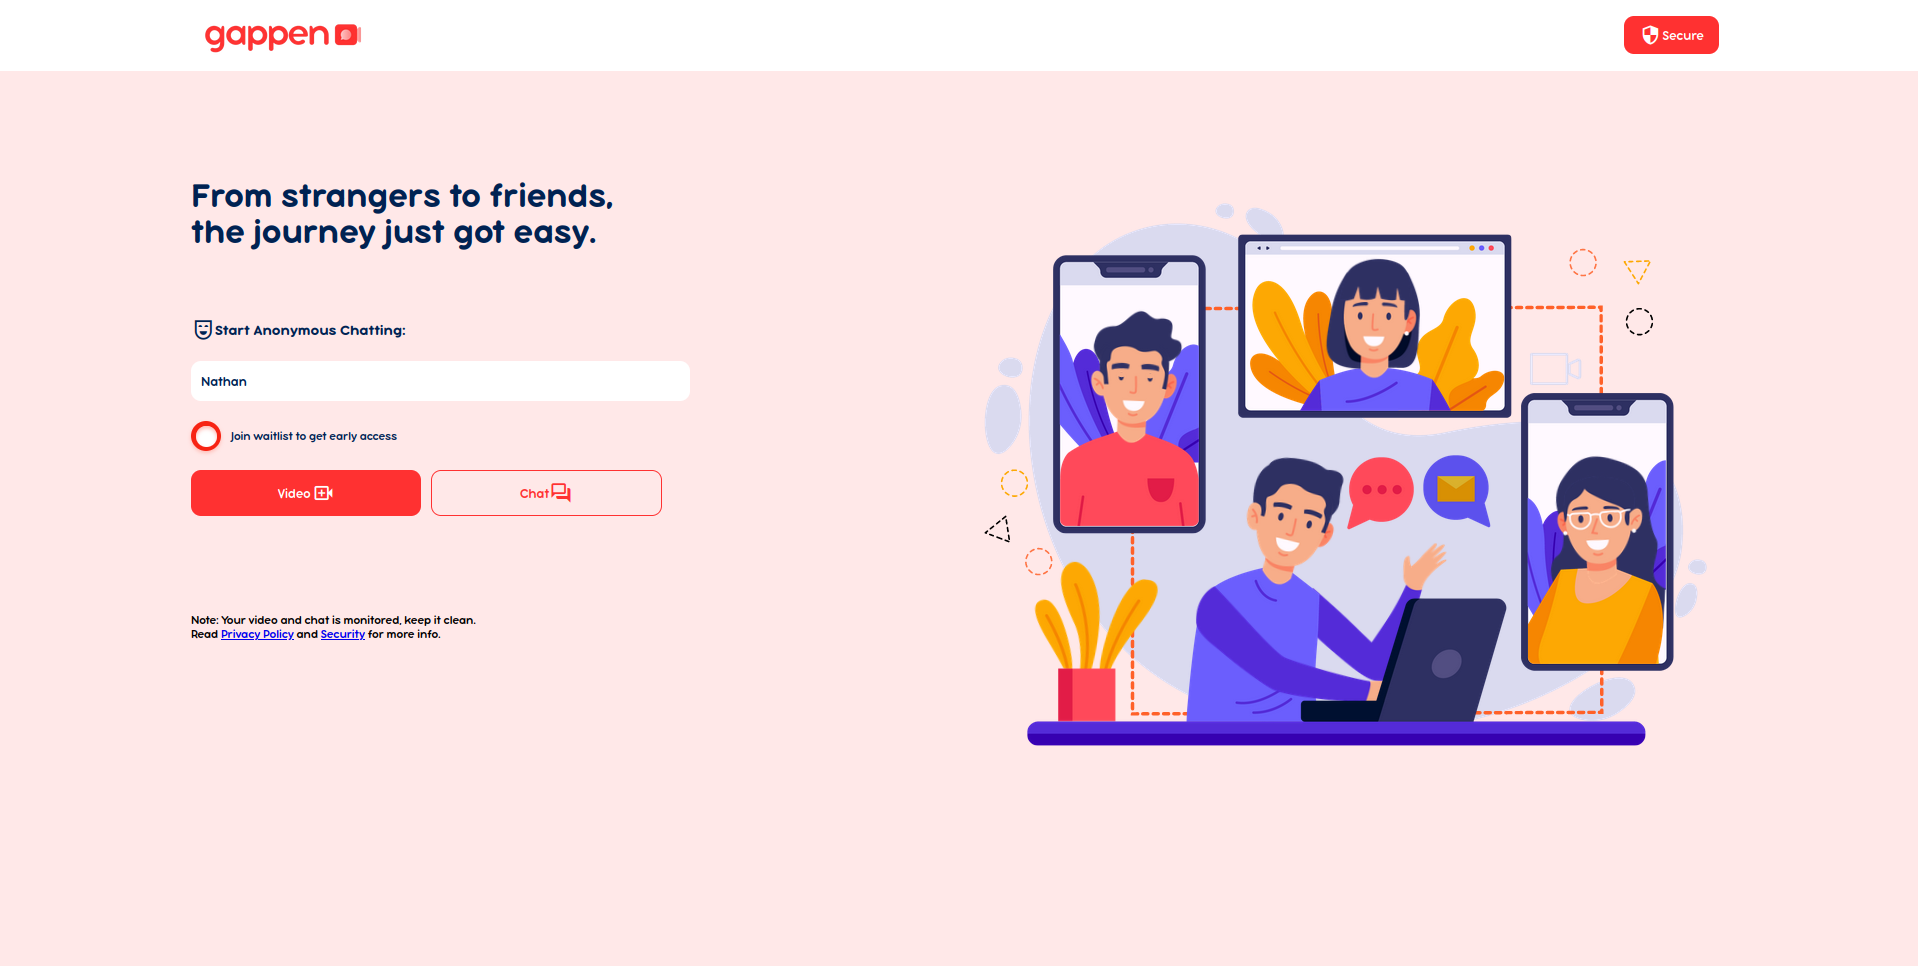 gappen
Secure
From strangers to friends,
the journey just got easy.
Start Anonymous Chatting:
Nathan
Join waitlist to get early access
Video
Chat
Note: Your video and chat is monitored, keep it clean.
Read Privacy Policy and Security for more info.